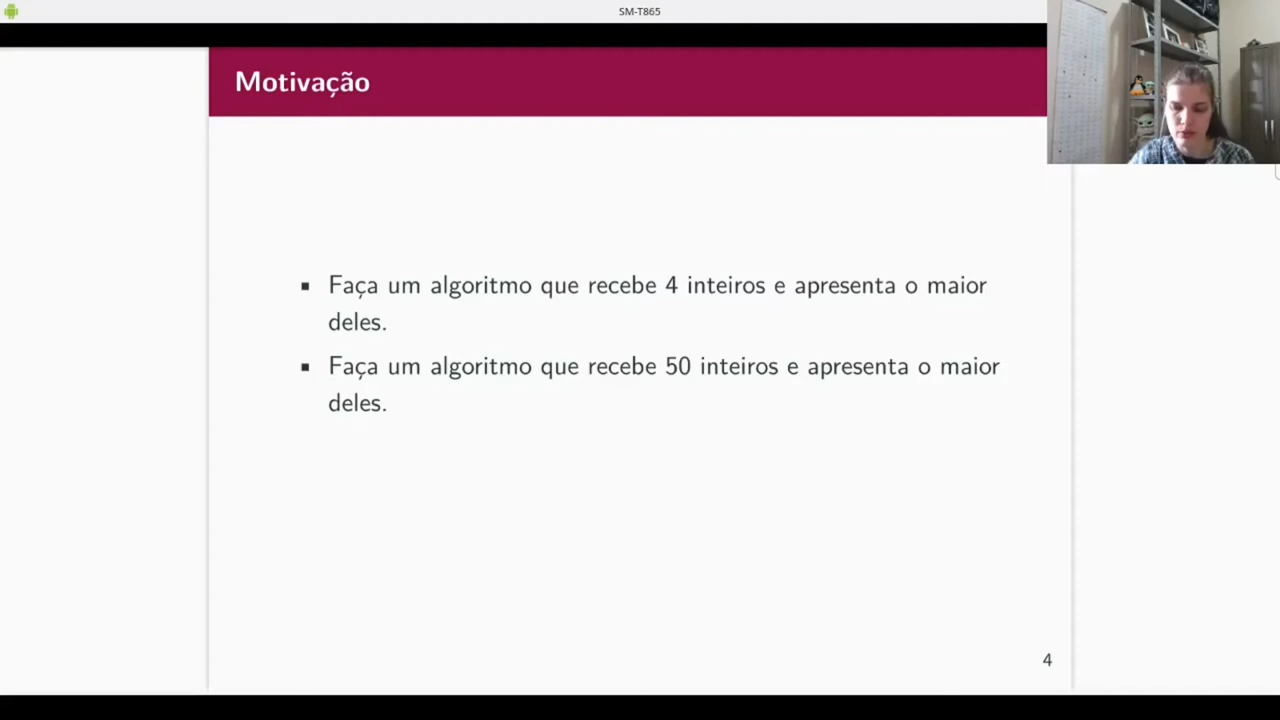 SM-T865
Motivação
▪ Faça um algoritmo que recebe 4 inteiros e apresenta o maior
deles.
▪ Faça um algoritmo que recebe 50 inteiros e apresenta o maior
deles.
4